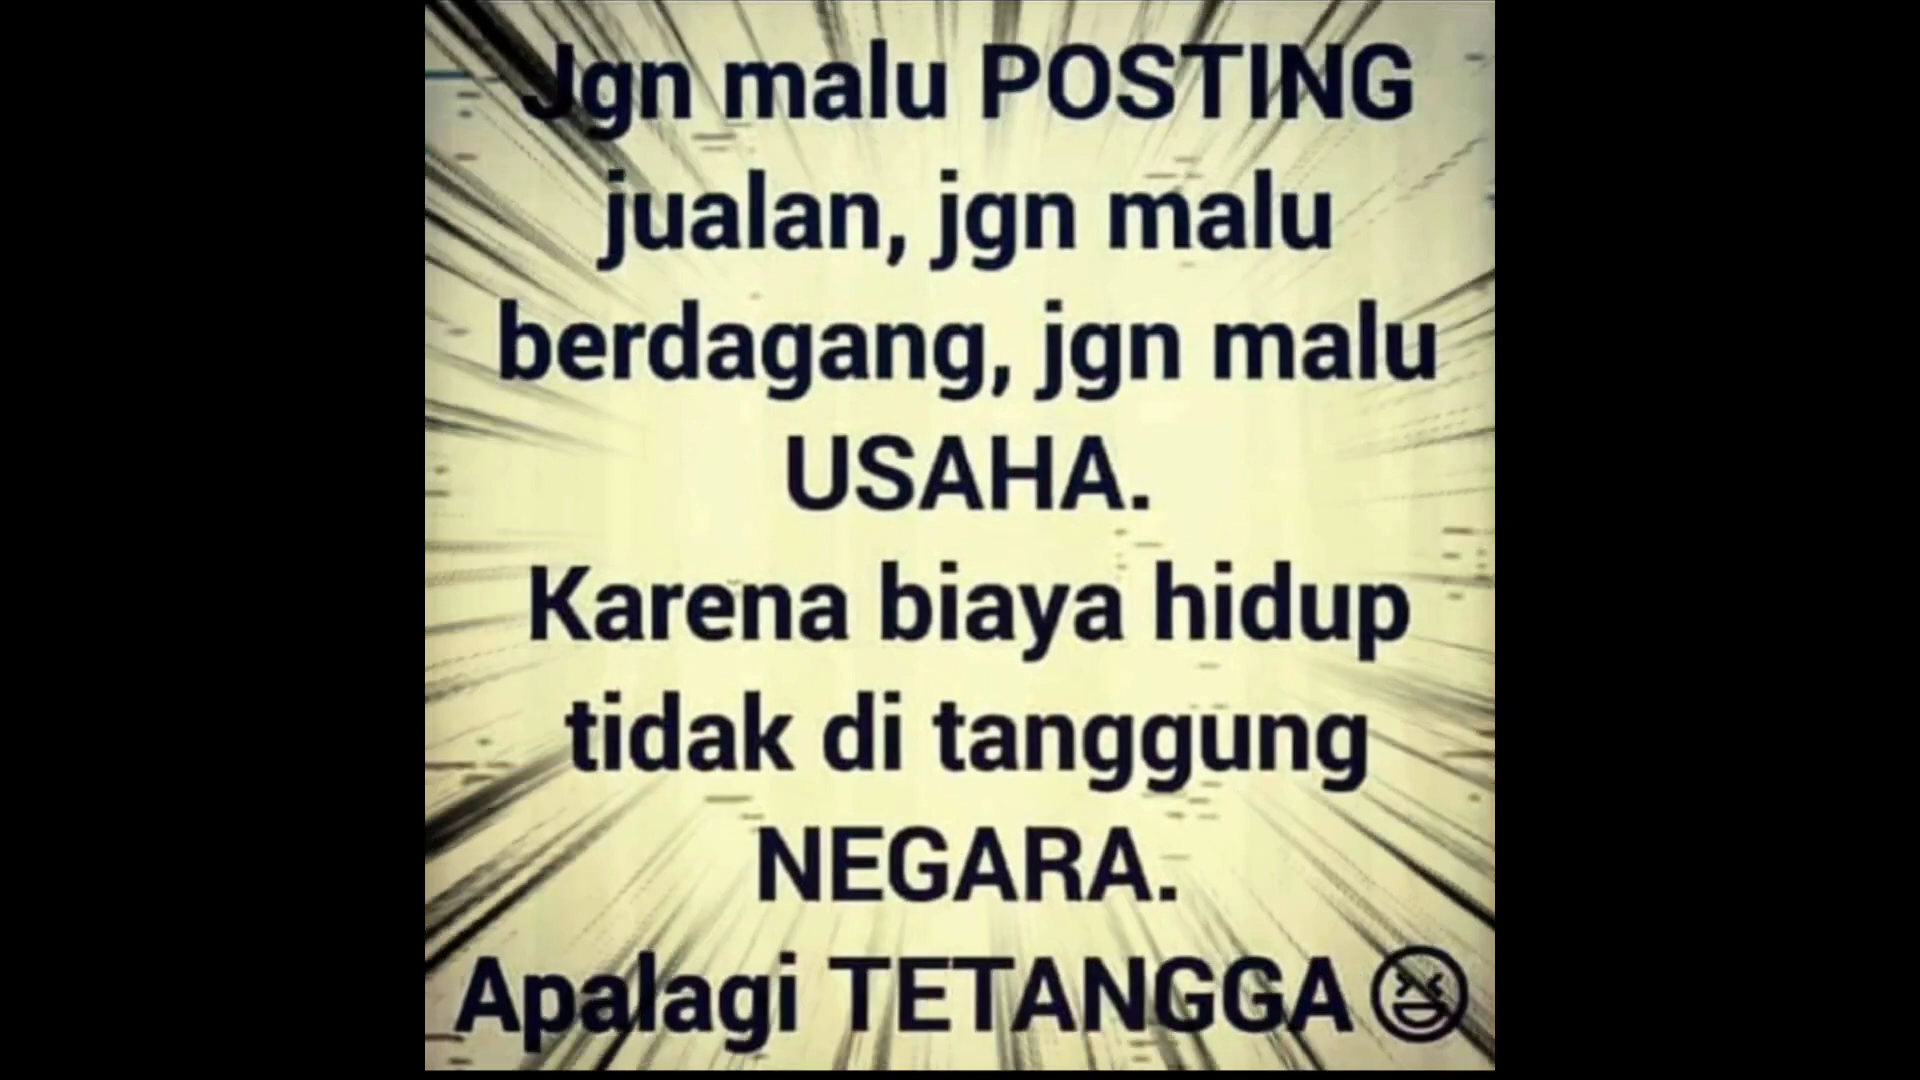 Jgn malu POSTING
jualan, jgn malu
berdagang, jgn malu
USAHA.
Karena biaya hidup
tidak di tanggung
NEGARA.
Apalagi TETANGGA😆